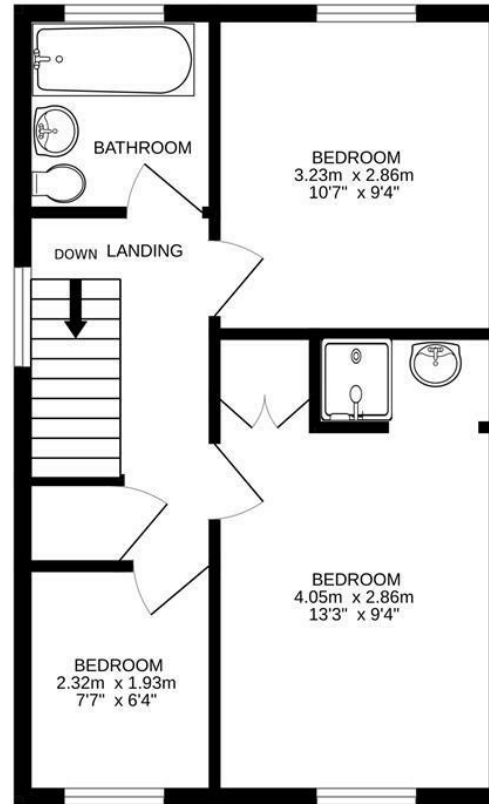 BATHROOM
BEDROOM
3.23m x 2.86m
10'7" x 9'4"
DOWN LANDING
BEDROOM
4.05m x 2.86m
13'3" x 9'4"
BEDROOM
2.32m x 1.93m
7'7" x 6'4"